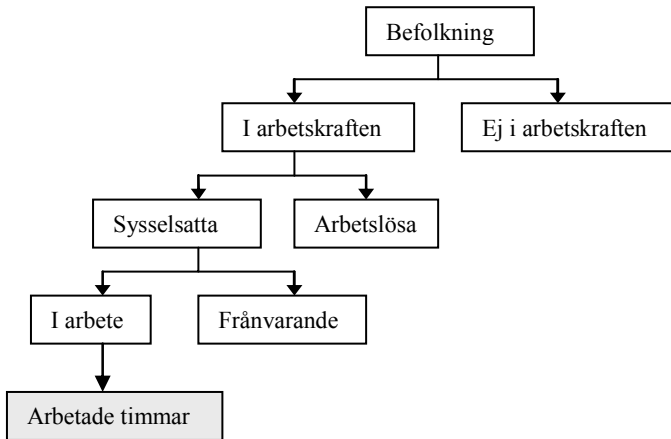 Befolkning
I arbetskraften
Ej i arbetskraften
Sysselsatta
Arbetslösa
I arbete
Frånvarande
Arbetade timmar